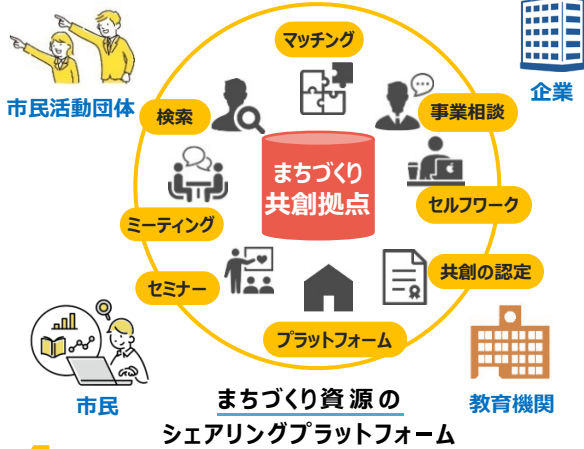 マッチング
市民活動団体
企業
検索
事業相談
まちづくり
共創拠点
ミーティング
セルフワーク
セミナー
共創の認定
プラットフォーム
市民
教育機関
まちづくり資源の
シェアリングプラットフォーム